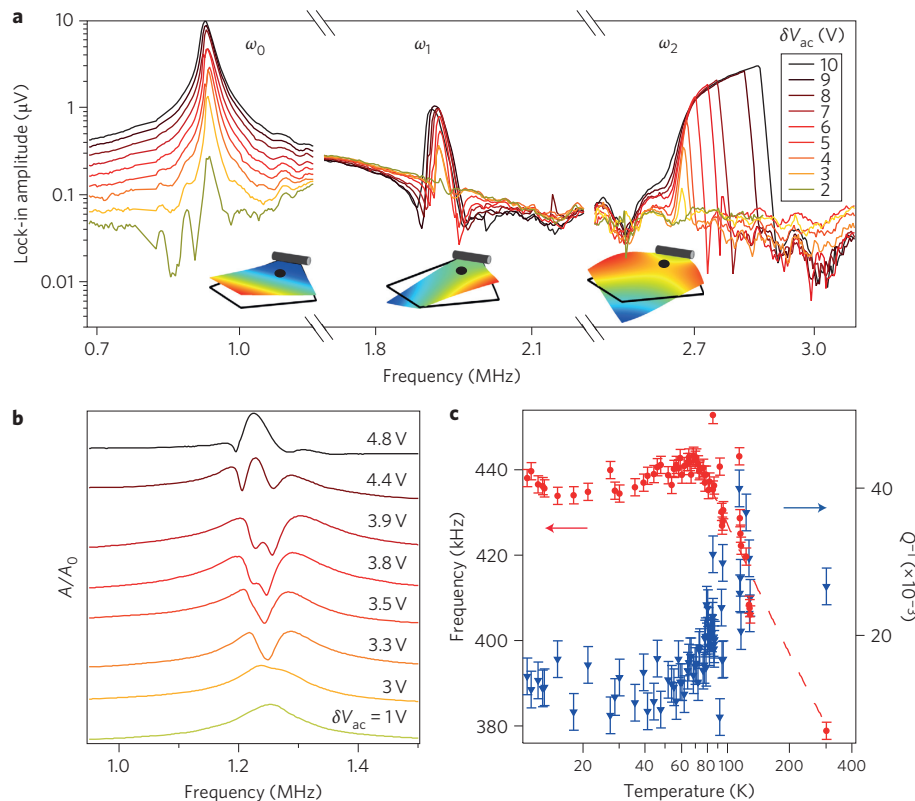 a
ω₀
ω₁
ω₂
δVac (V)
10
9
8
7
6
5
4
3
2
Lock-in amplitude (μV)
10
1
0.1
0.01
0.7
1.0
1.8
2.1
2.7
3.0
Frequency (MHz)
b
A/A₀
4.8 V
4.4 V
3.9 V
3.8 V
3.5 V
3.3 V
3 V
δVac = 1 V
1.0
1.2
1.4
Frequency (MHz)
c
Frequency (kHz)
440
420
400
380
40
20
Q⁻¹ (×10⁻³)
20
40
60
80
100
200
400
Temperature (K)